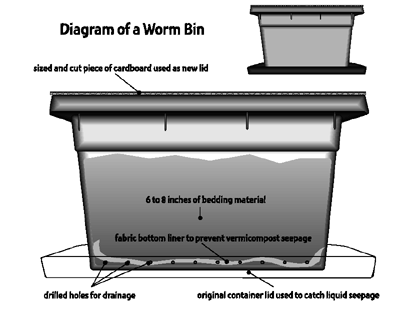 Diagram of a Worm Bin
sized and cut piece of cardboard used as new lid
6 to 8 inches of bedding material
fabric bottom liner to prevent vermicompost seepage
drilled holes for drainage
original container lid used to catch liquid seepage